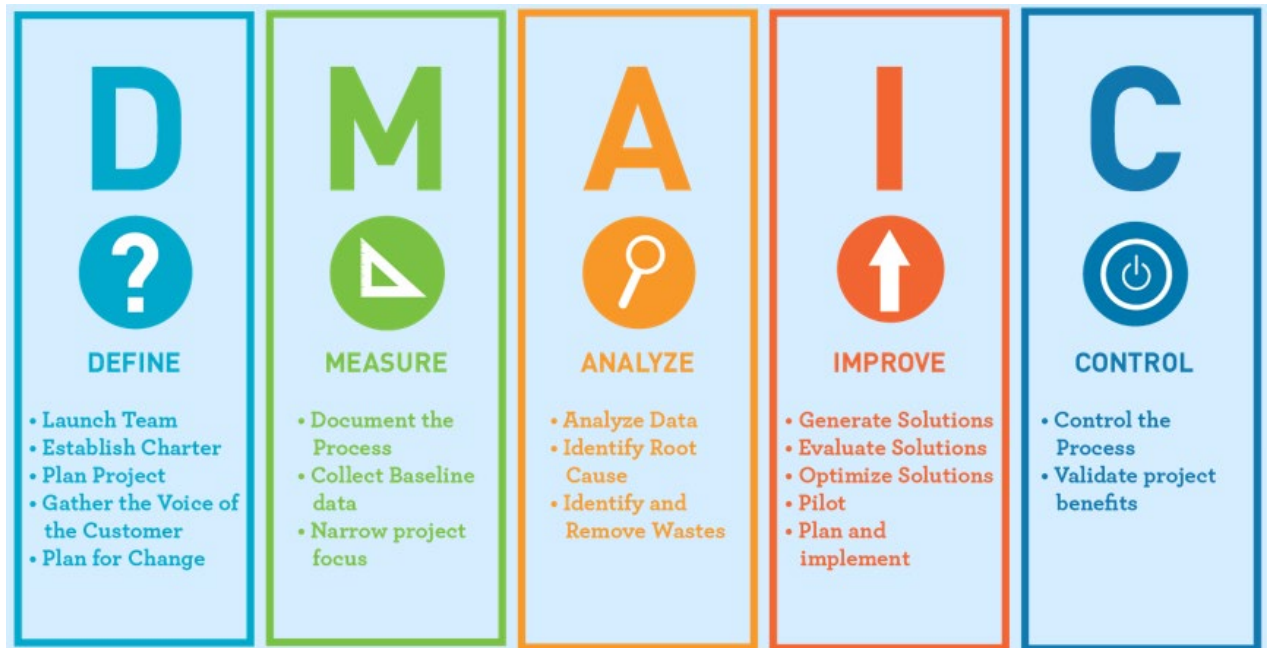 D
?
DEFINE
• Launch Team
• Establish Charter
• Plan Project
• Gather the Voice of
the Customer
• Plan for Change
M
MEASURE
• Document the
Process
• Collect Baseline
data
• Narrow project
focus
A
ANALYZE
• Analyze Data
• Identify Root
Cause
• Identify and
Remove Wastes
I
IMPROVE
• Generate Solutions
• Evaluate Solutions
• Optimize Solutions
• Pilot
• Plan and
implement
C
CONTROL
• Control the
Process
• Validate project
benefits